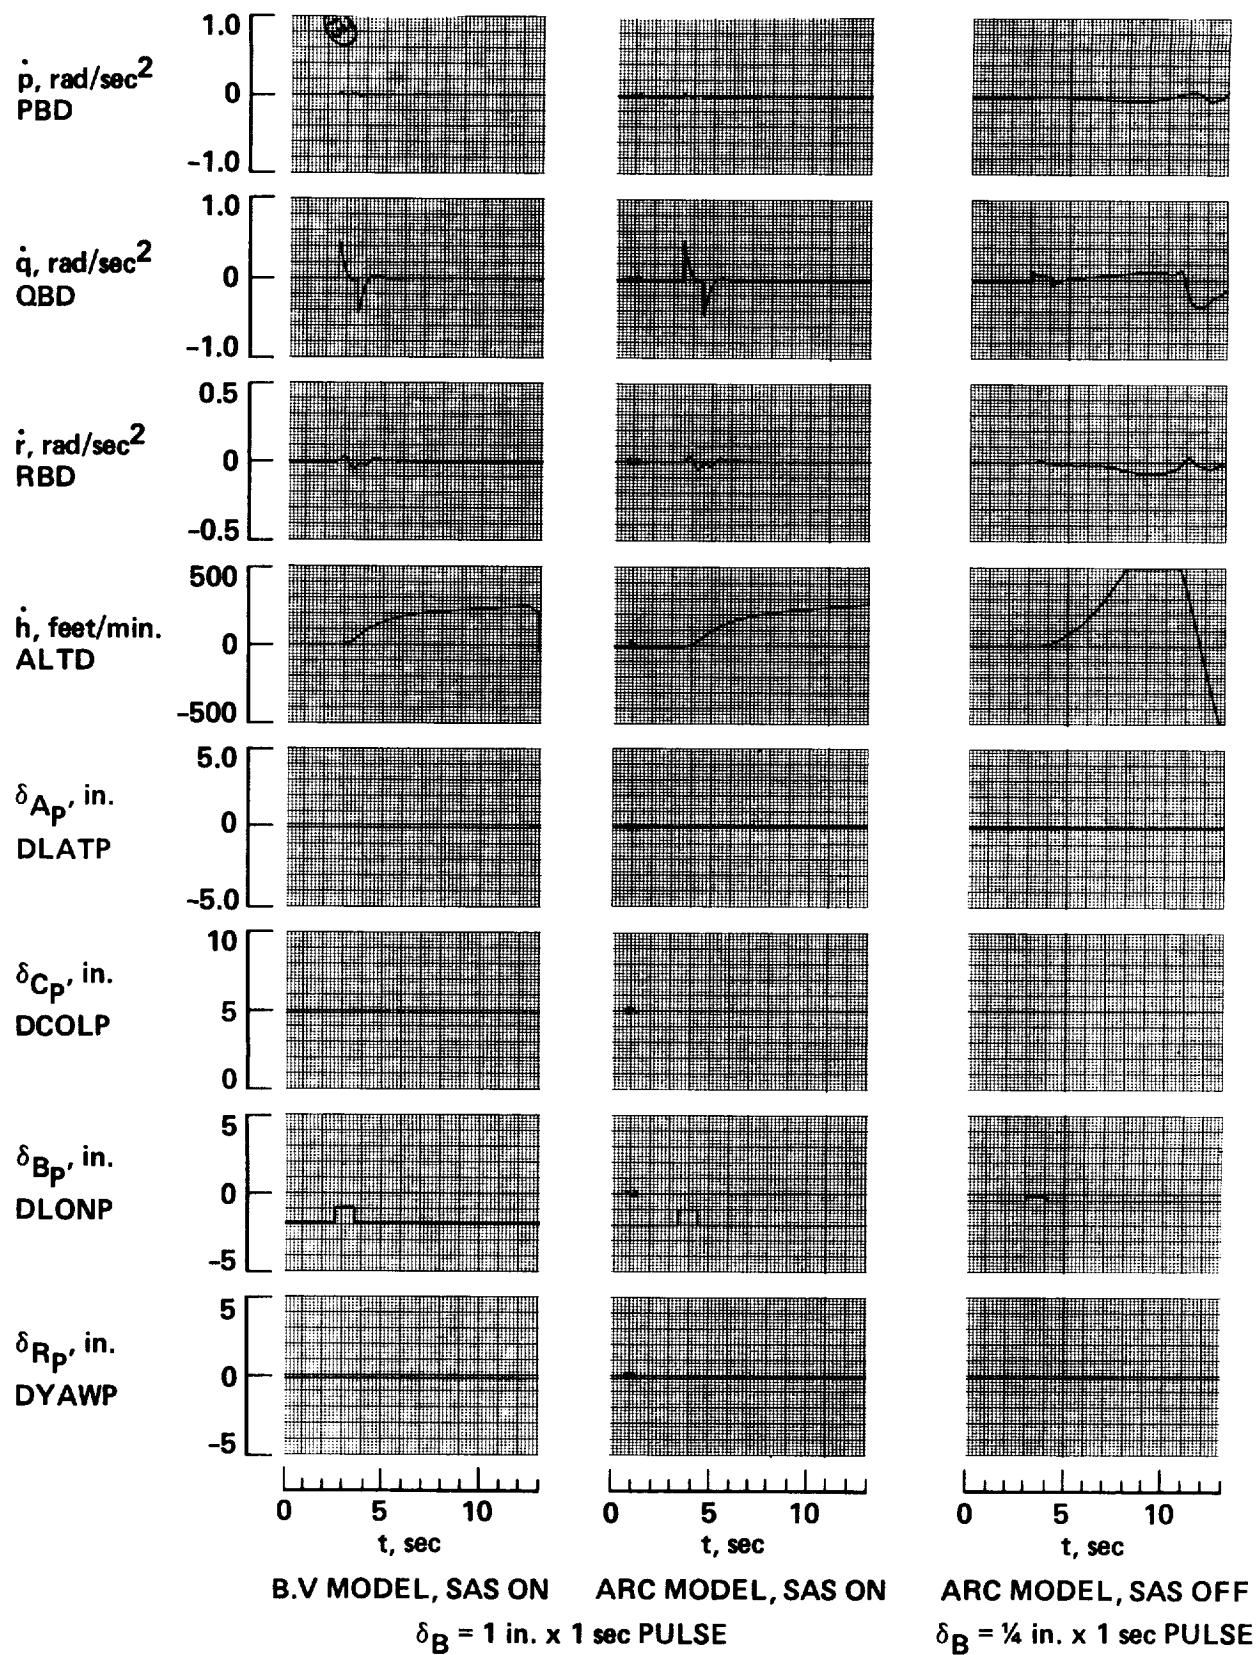 1.0
ṗ, rad/sec²
PBD
0
-1.0
1.0
q̇, rad/sec²
QBD
0
-1.0
0.5
ṙ, rad/sec²
RBD
0
-0.5
500
ḣ, feet/min.
ALTD
0
-500
5.0
δAp, in.
DLATP
0
-5.0
10
δCp, in.
DCOLP
5
0
5
δBp, in.
DLONP
0
-5
5
δRp, in.
DYAWP
0
-5
0 5 10
t, sec
0 5 10
t, sec
0 5 10
t, sec
B.V MODEL, SAS ON
ARC MODEL, SAS ON
ARC MODEL, SAS OFF
δB = 1 in. x 1 sec PULSE
δB = ¼ in. x 1 sec PULSE